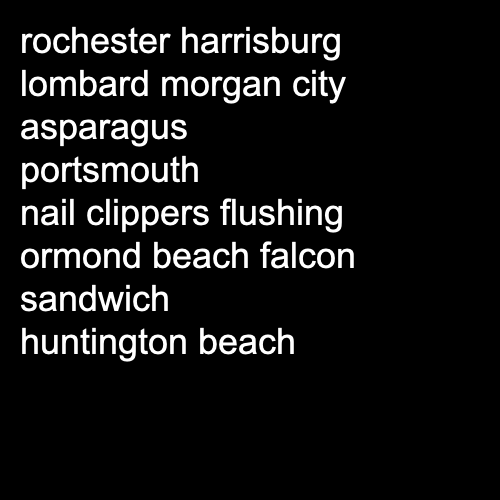 rochester harrisburg
lombard morgan city
asparagus
portsmouth
nail clippers flushing
ormond beach falcon
sandwich
huntington beach